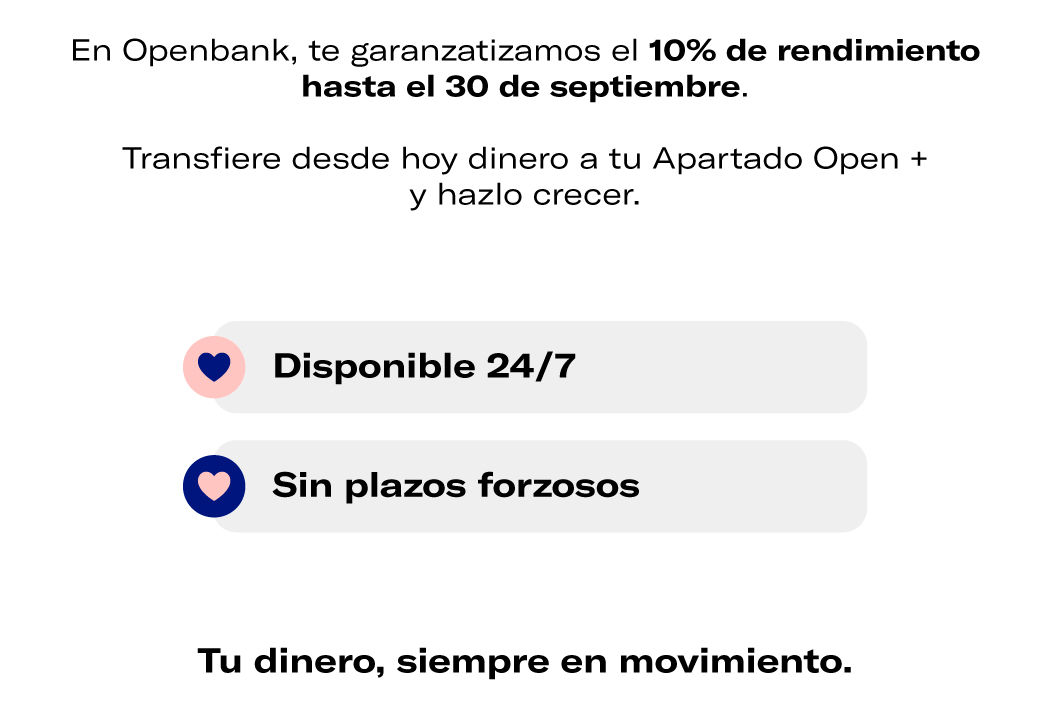 En Openbank, te garanzatizamos el 10% de rendimiento
hasta el 30 de septiembre.
Transfiere desde hoy dinero a tu Apartado Open +
y hazlo crecer.
Disponible 24/7
Sin plazos forzosos
Tu dinero, siempre en movimiento.